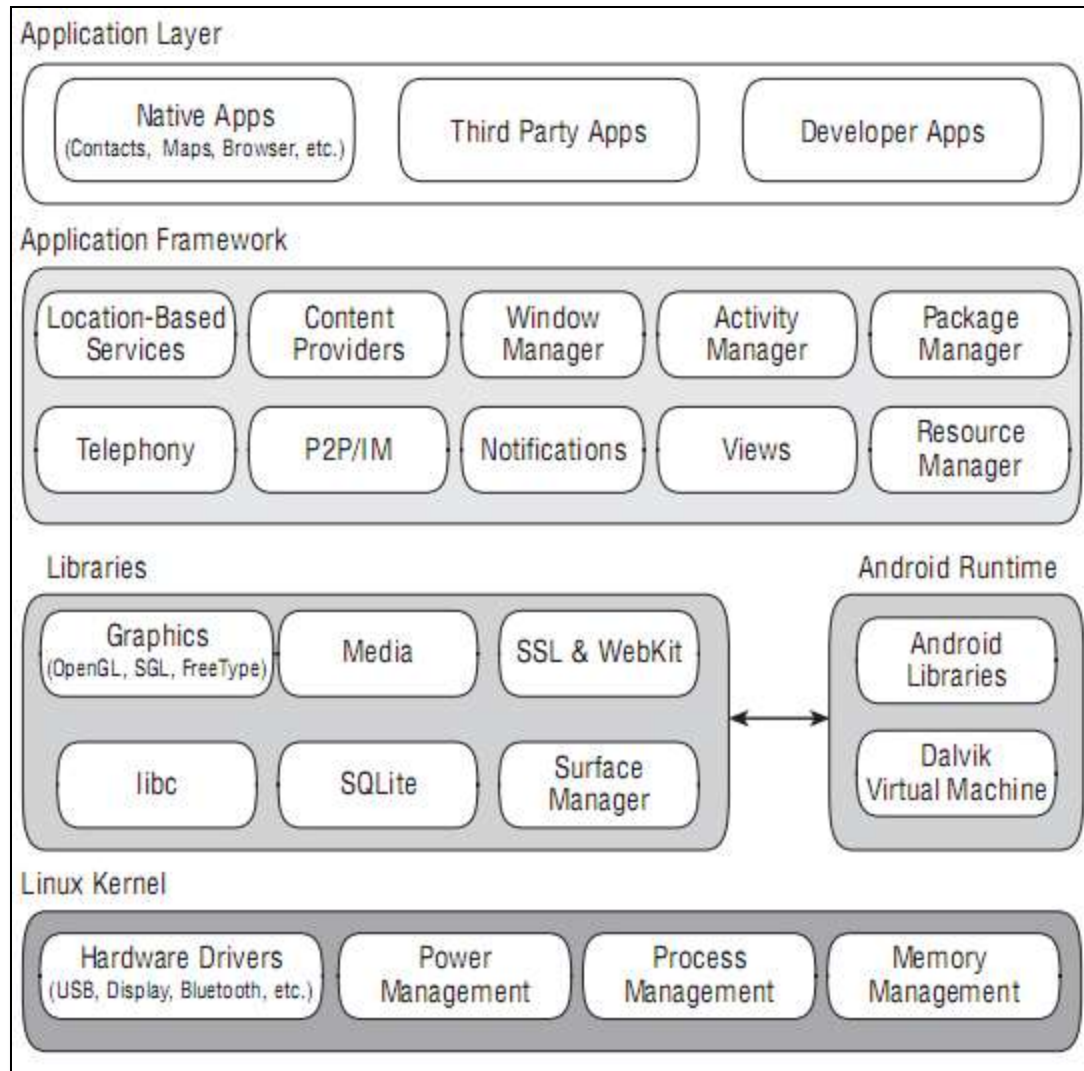 Application Layer
Native Apps
(Contacts, Maps, Browser, etc.)
Third Party Apps
Developer Apps
Application Framework
Location-Based
Services
Content
Providers
Window
Manager
Activity
Manager
Package
Manager
Telephony
P2P/IM
Notifications
Views
Resource
Manager
Libraries
Graphics
(OpenGL, SGL, FreeType)
Media
SSL & WebKit
libc
SQLite
Surface
Manager
Android Runtime
Android
Libraries
Dalvik
Virtual Machine
Linux Kernel
Hardware Drivers
(USB, Display, Bluetooth, etc.)
Power
Management
Process
Management
Memory
Management